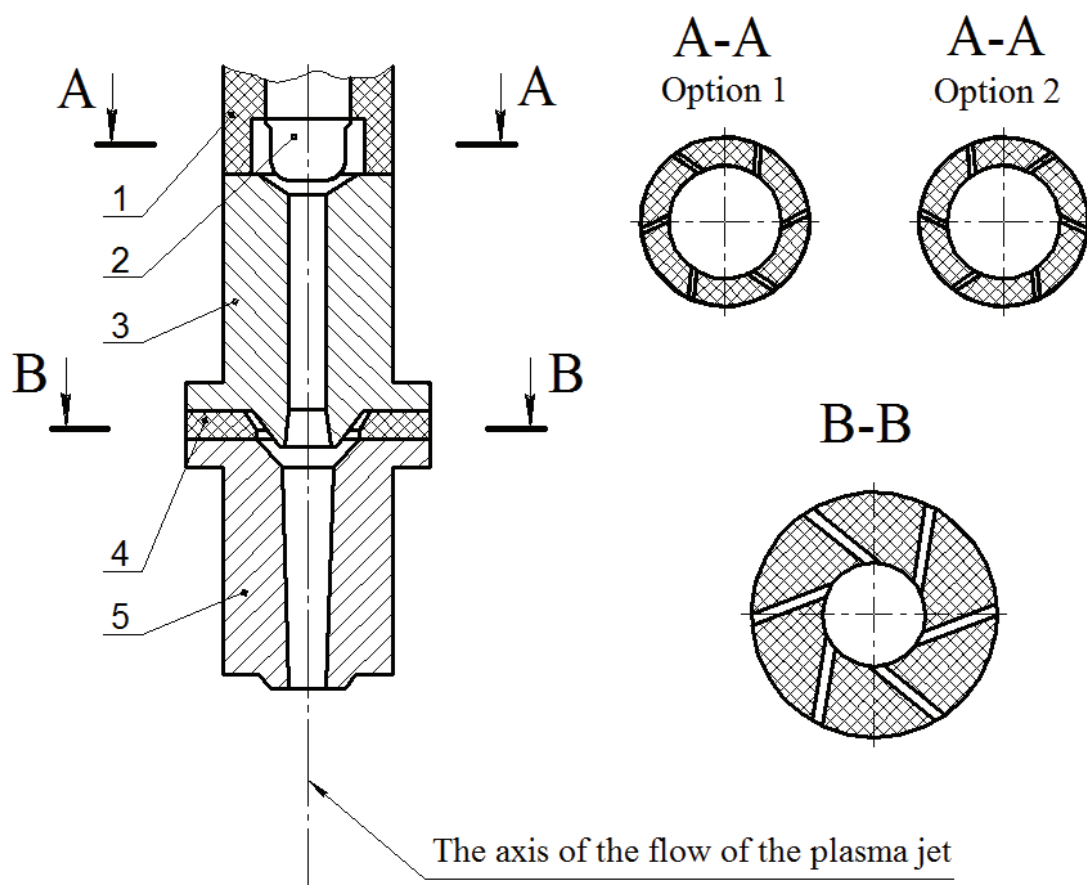 A-A
Option 1
A-A
Option 2
A
A
1
2
3
B
B
B-B
4
5
The axis of the flow of the plasma jet